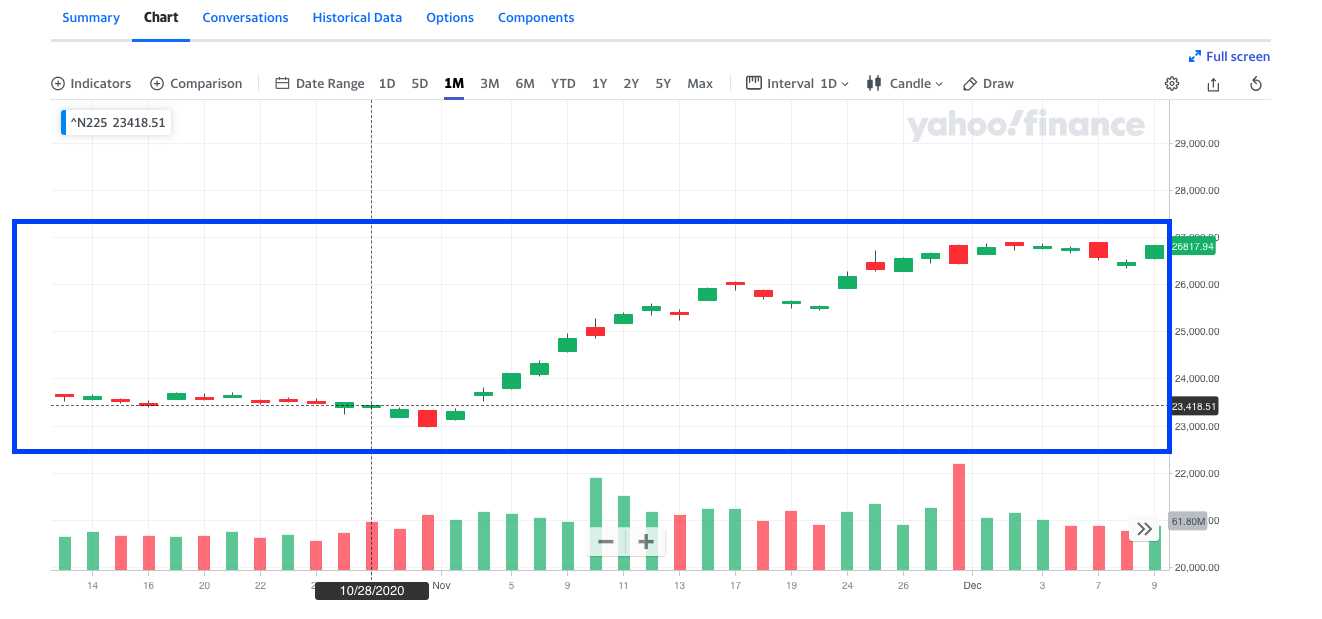 Summary Chart Conversations Historical Data Options Components
Full screen
Indicators Comparison Date Range 1D 5D 1M 3M 6M YTD 1Y 2Y 5Y Max Interval 1D Candle Draw
^N225 23418.51
yahoo!finance
29,000.00
28,000.00
26817.94
26,000.00
25,000.00
24,000.00
23,418.51
23,000.00
22,000.00
61.80M
20,000.00
14 16 20 22 10/28/2020 Nov 5 9 11 13 17 19 24 26 Dec 3 7 9